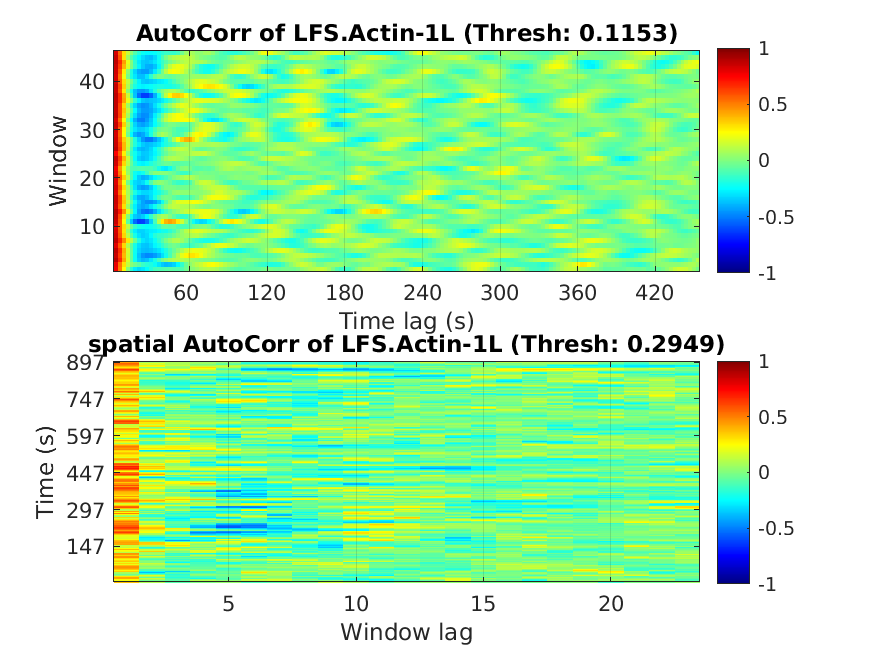 AutoCorr of LFS.Actin-1L (Thresh: 0.1153)
Window
40
30
20
10
60 120 180 240 300 360 420
Time lag (s)
1
0.5
0
-0.5
-1
spatial AutoCorr of LFS.Actin-1L (Thresh: 0.2949)
Time (s)
897
747
597
447
297
147
5 10 15 20
Window lag
1
0.5
0
-0.5
-1